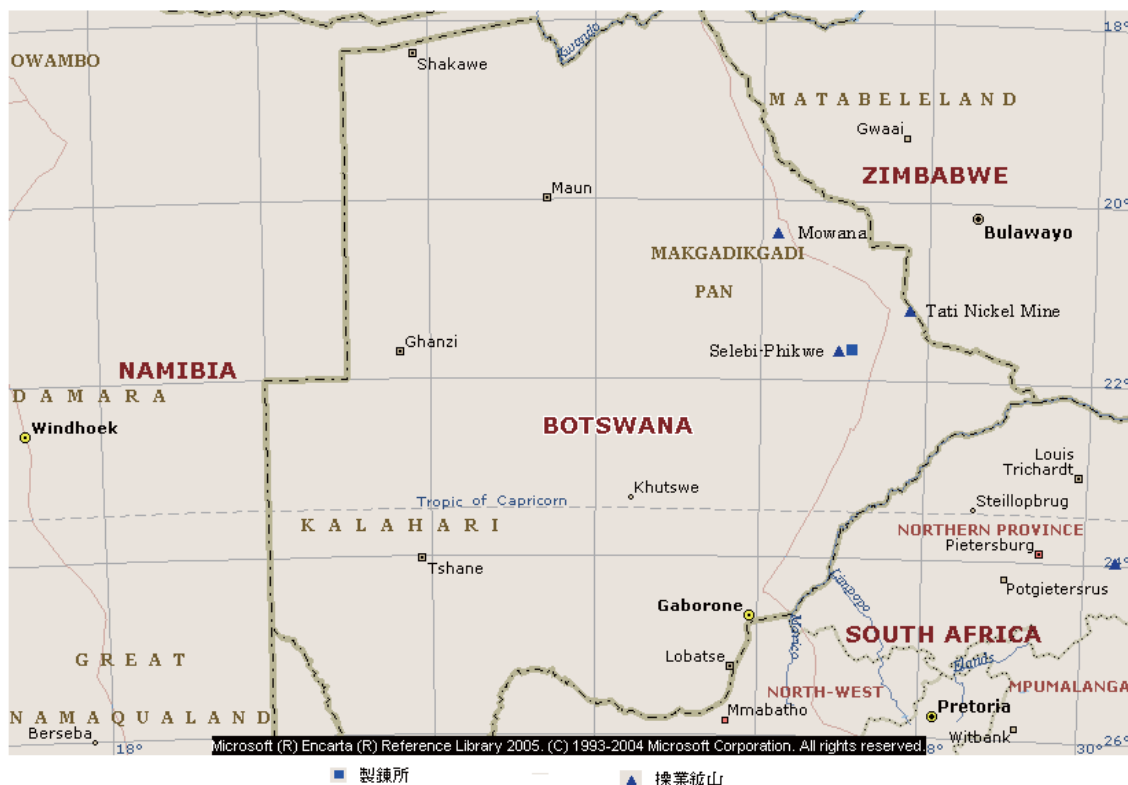 18°
OWAMBO
Kwando
Shakawe
MATABELELAND
Gwaai
ZIMBABWE
Maun
20°
Bulawayo
Mowana
MAKGADIKGADI
PAN
Tati Nickel Mine
Ghanzi
Selebi-Phikwe
NAMIBIA
DAMARA
22°
Windhoek
BOTSWANA
Louis
Trichardt
Khutswe
Tropic of Capricorn
Steillopbrug
KALAHARI
NORTHERN PROVINCE
Pietersburg
Tshane
24°
Limpopo
Potgietersrus
Gaborone
Marico
SOUTH AFRICA
GREAT
Lobatse
Elands
NORTH-WEST
MPUMALANGA
NAMAQUALAND
Mmabatho
Pretoria
Berseba
Witbank
18°
Microsoft (R) Encarta (R) Reference Library 2005. (C) 1993-2004 Microsoft Corporation. All rights reserved.
8°
30°
26°
製錬所
操業鉱山